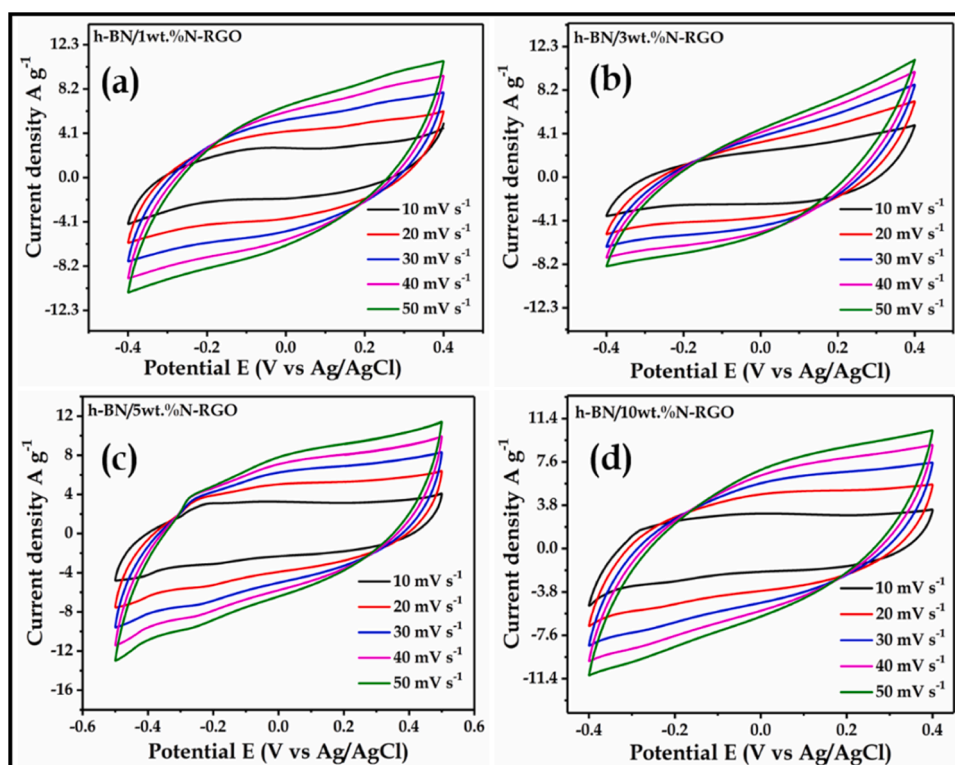 h-BN/1wt.%N-RGO
(a)
Current density A g⁻¹
12.3
8.2
4.1
0.0
-4.1
-8.2
-12.3
10 mV s⁻¹
20 mV s⁻¹
30 mV s⁻¹
40 mV s⁻¹
50 mV s⁻¹
-0.4 -0.2 0.0 0.2 0.4
Potential E (V vs Ag/AgCl)
h-BN/3wt.%N-RGO
(b)
Current density A g⁻¹
12.3
8.2
4.1
0.0
-4.1
-8.2
-12.3
10 mV s⁻¹
20 mV s⁻¹
30 mV s⁻¹
40 mV s⁻¹
50 mV s⁻¹
-0.4 -0.2 0.0 0.2 0.4
Potential E (V vs Ag/AgCl)
h-BN/5wt.%N-RGO
(c)
Current density A g⁻¹
12
8
4
0
-4
-8
-12
-16
10 mV s⁻¹
20 mV s⁻¹
30 mV s⁻¹
40 mV s⁻¹
50 mV s⁻¹
-0.6 -0.4 -0.2 0.0 0.2 0.4 0.6
Potential E (V vs Ag/AgCl)
h-BN/10wt.%N-RGO
(d)
Current density A g⁻¹
11.4
7.6
3.8
0.0
-3.8
-7.6
-11.4
10 mV s⁻¹
20 mV s⁻¹
30 mV s⁻¹
40 mV s⁻¹
50 mV s⁻¹
-0.4 -0.2 0.0 0.2 0.4
Potential E (V vs Ag/AgCl)